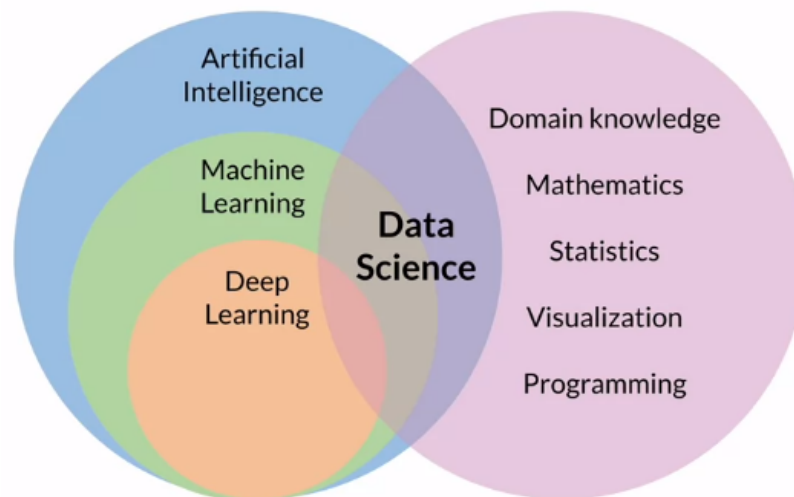 Artificial
Intelligence
Machine
Learning
Deep
Learning
Data
Science
Domain knowledge
Mathematics
Statistics
Visualization
Programming